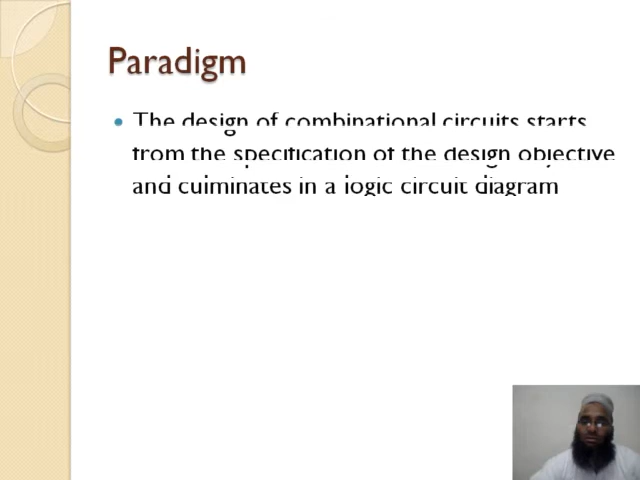 Paradigm
The design of combinational circuits starts
from the specification of the design objective
and culminates in a logic circuit diagram